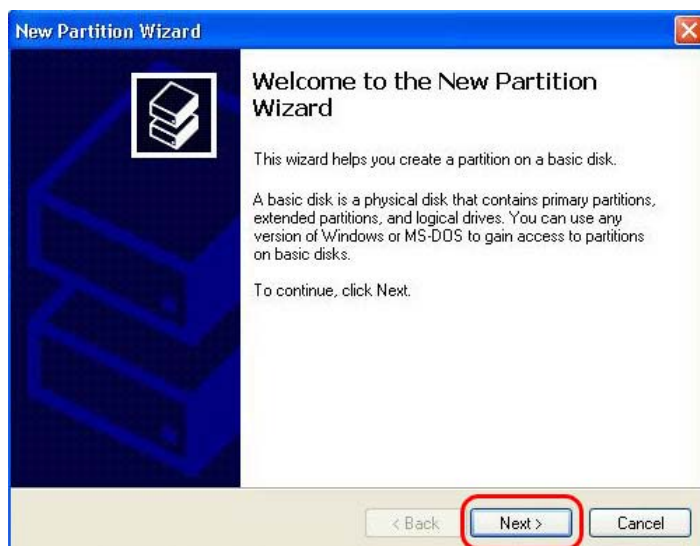 New Partition Wizard
Welcome to the New Partition
Wizard
This wizard helps you create a partition on a basic disk.
A basic disk is a physical disk that contains primary partitions,
extended partitions, and logical drives. You can use any
version of Windows or MS-DOS to gain access to partitions
on basic disks.
To continue, click Next.
< Back
Next >
Cancel